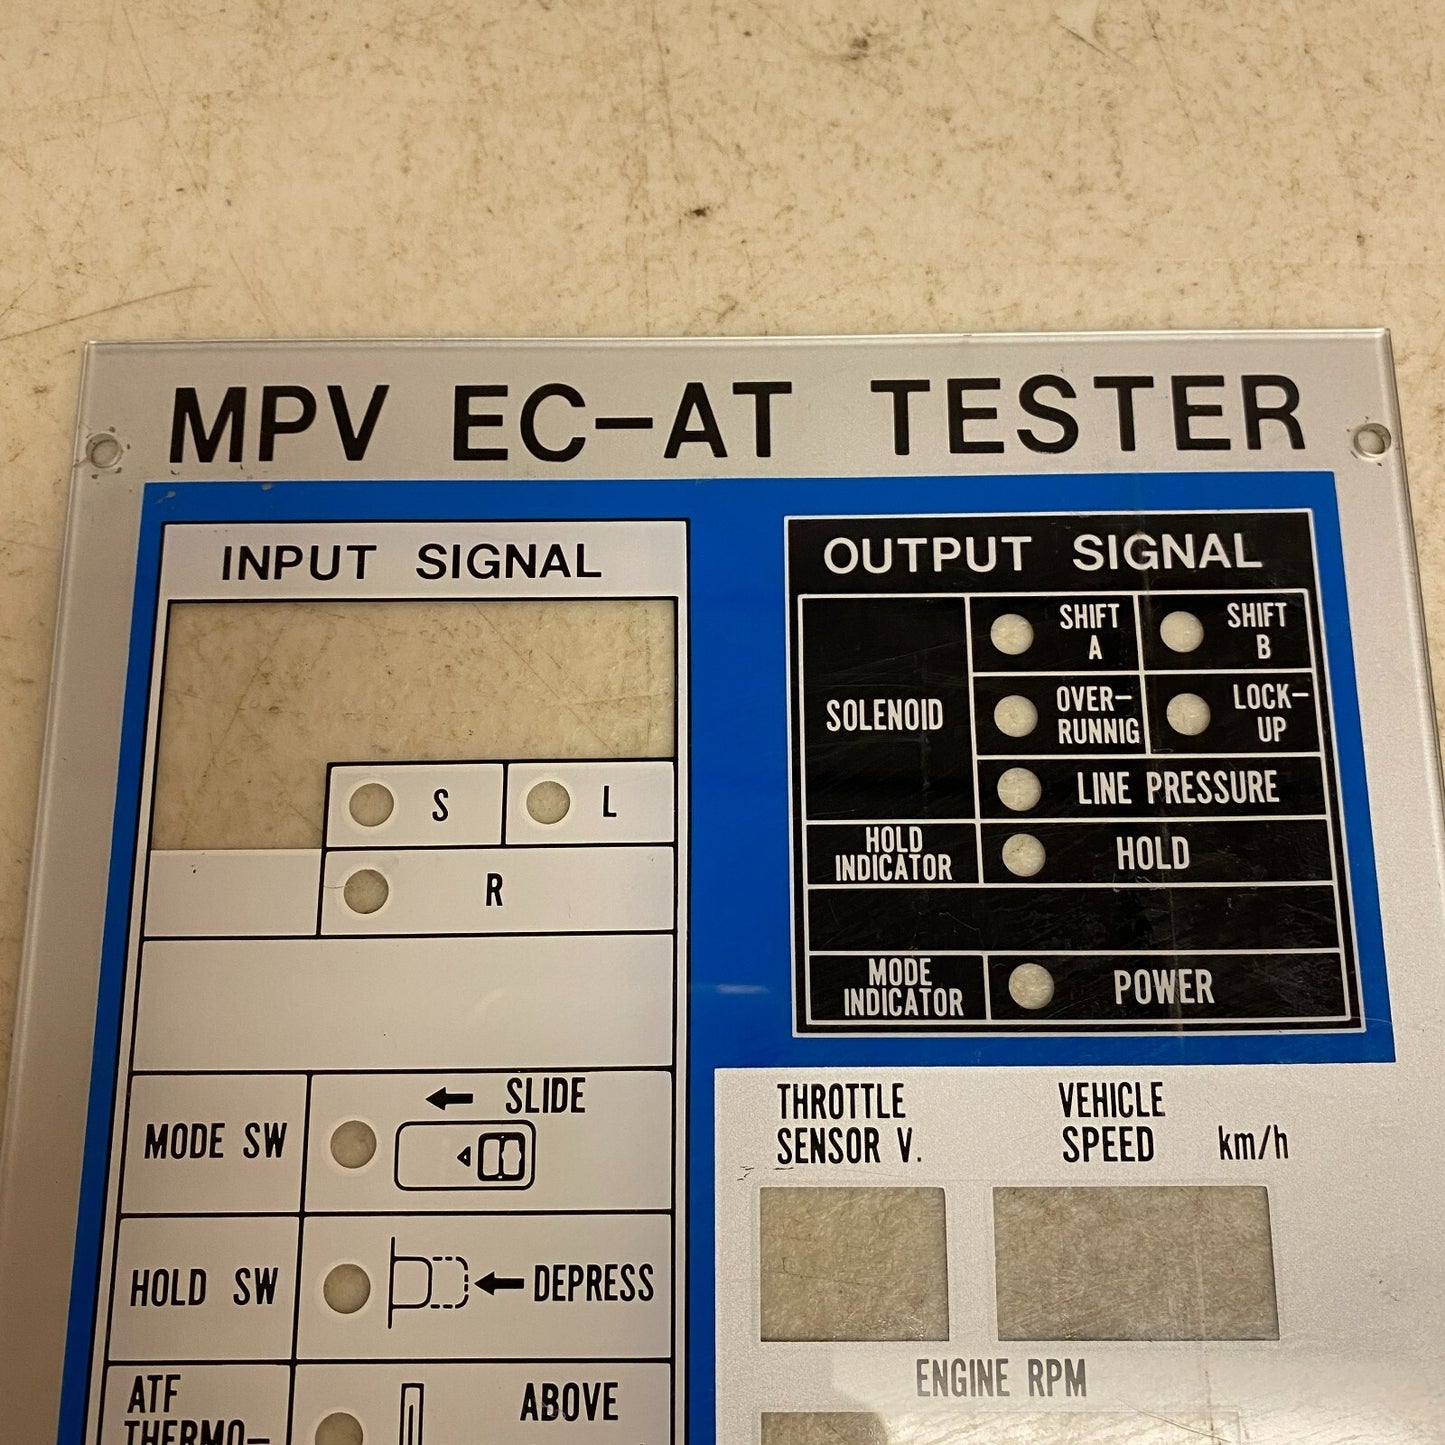 MPV EC-AT TESTER
INPUT SIGNAL
S L
R
MODE SW
← SLIDE
HOLD SW
← DEPRESS
ATF
THERMO-
ABOVE
OUTPUT SIGNAL
SOLENOID
SHIFT
A
SHIFT
B
OVER-
RUNNIG
LOCK-
UP
LINE PRESSURE
HOLD
INDICATOR
HOLD
MODE
INDICATOR
POWER
THROTTLE
SENSOR V.
VEHICLE
SPEED km/h
ENGINE RPM